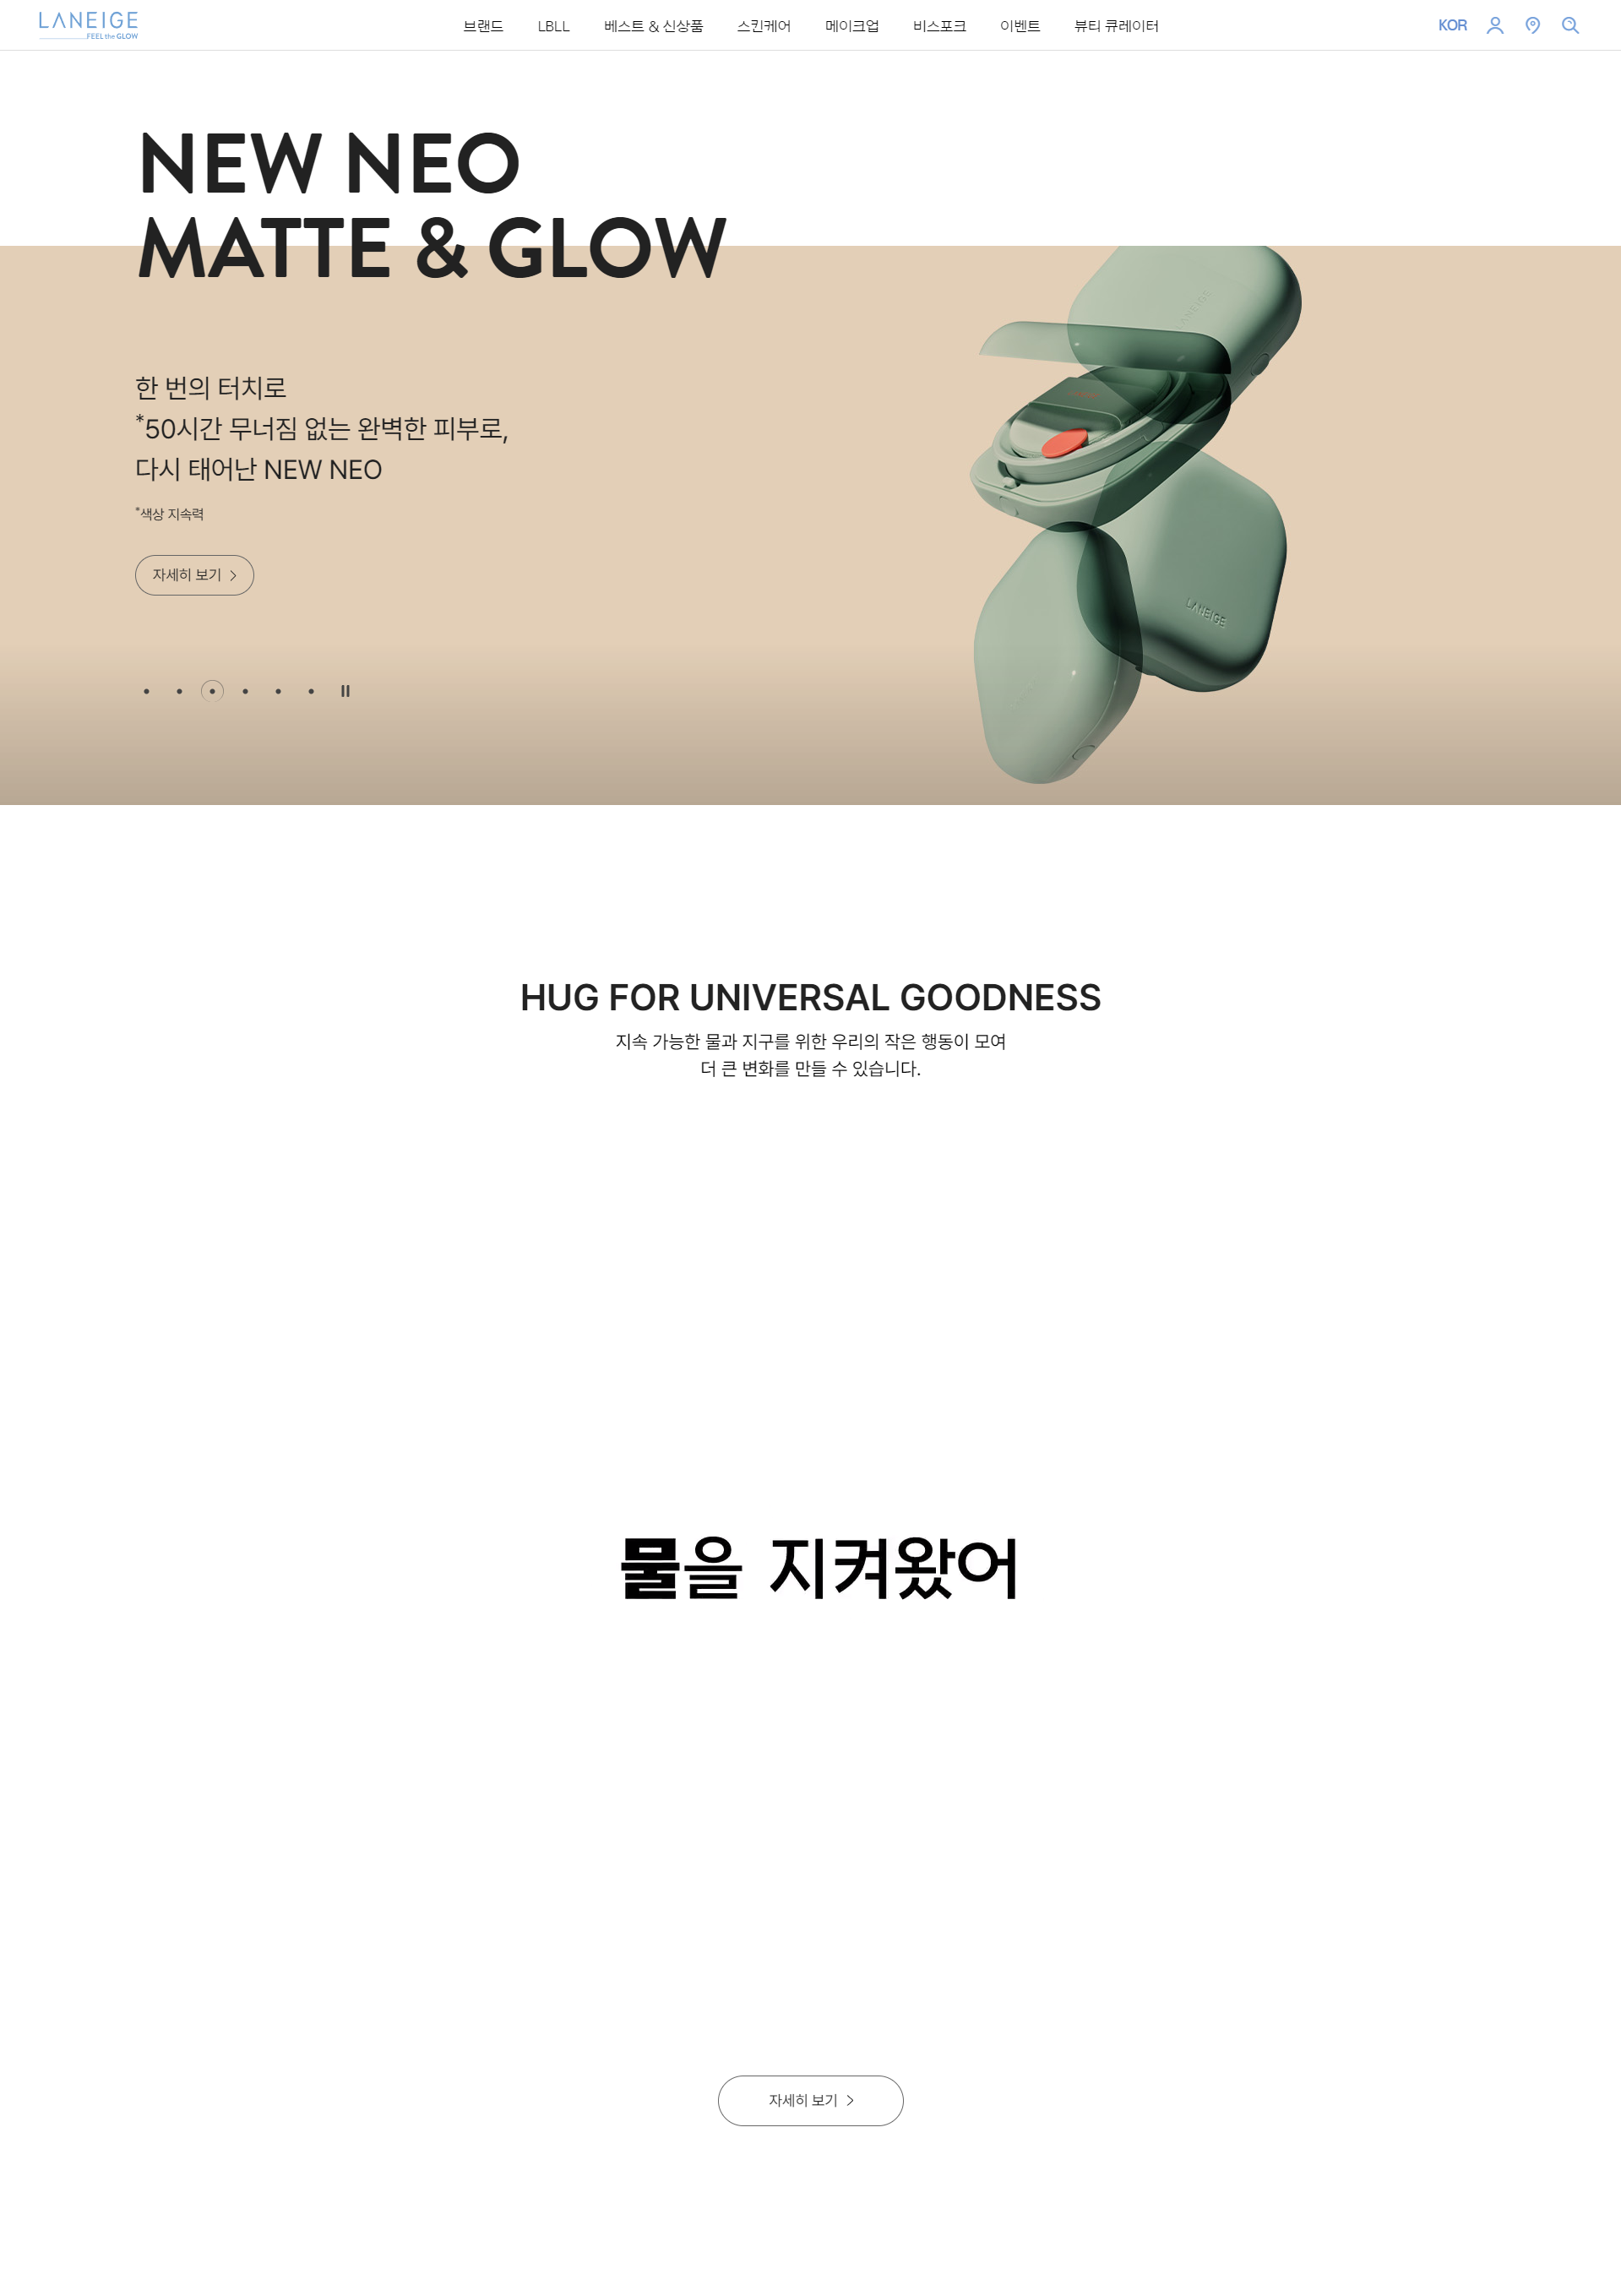 LANEIGE
FEEL the GLOW
브랜드
LBLL
베스트 & 신상품
스킨케어
메이크업
비스포크
이벤트
뷰티 큐레이터
KOR
NEW NEO
MATTE & GLOW
한 번의 터치로
*50시간 무너짐 없는 완벽한 피부로,
다시 태어난 NEW NEO
*색상 지속력
자세히 보기
LANEIGE
LANEIGE
HUG FOR UNIVERSAL GOODNESS
지속 가능한 물과 지구를 위한 우리의 작은 행동이 모여
더 큰 변화를 만들 수 있습니다.
물을 지켜왔어
자세히 보기